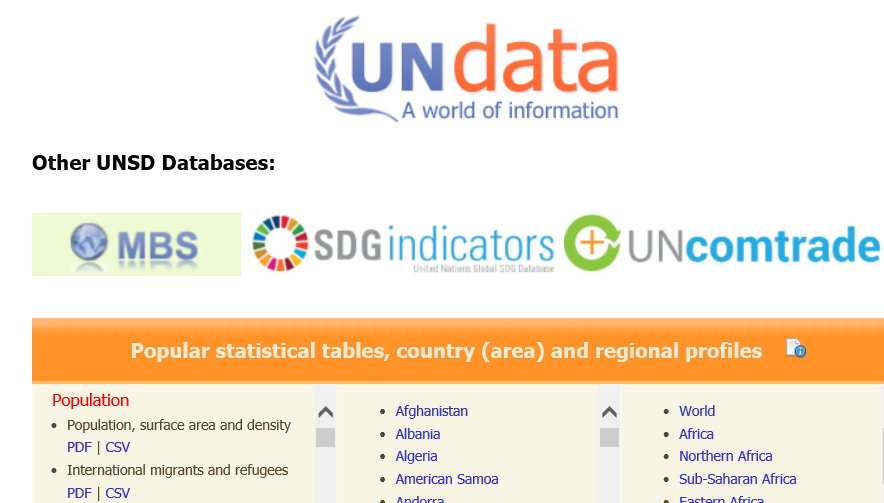 UNdata
A world of information
Other UNSD Databases:
MBS
SDG indicators
United Nations Global SDG Database
UNcomtrade
Popular statistical tables, country (area) and regional profiles
Population
Population, surface area and density
PDF | CSV
International migrants and refugees
PDF | CSV
Afghanistan
Albania
Algeria
American Samoa
Andorra
World
Africa
Northern Africa
Sub-Saharan Africa
Eastern Africa